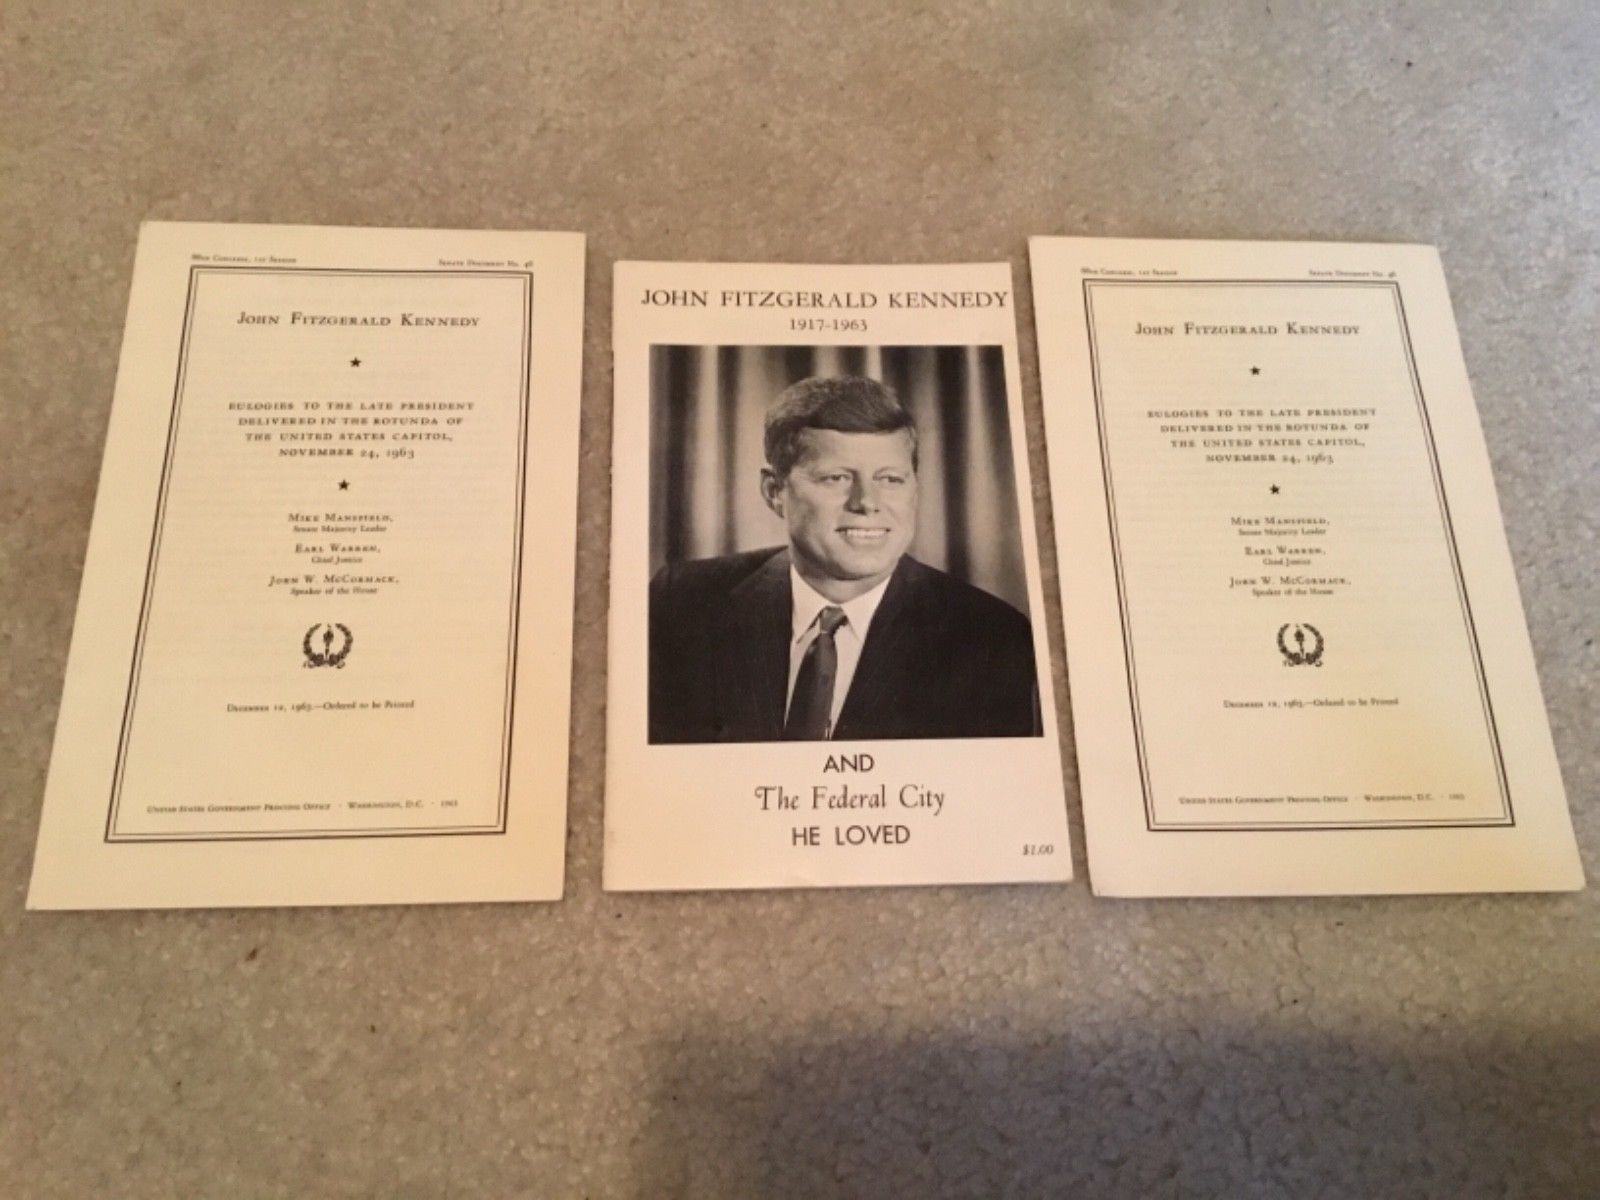 88th Congress, 1st Session
Senate Document No. 46
John Fitzgerald Kennedy
EULOGIES TO THE LATE PRESIDENT
DELIVERED IN THE ROTUNDA OF
THE UNITED STATES CAPITOL,
NOVEMBER 24, 1963
Mike Mansfield,
Senate Majority Leader
Earl Warren,
Chief Justice
John W. McCormack,
Speaker of the House
December 10, 1963.—Ordered to be Printed
United States Government Printing Office · Washington, D.C. · 1963
JOHN FITZGERALD KENNEDY
1917-1963
AND
The Federal City
HE LOVED
$1.00
88th Congress, 1st Session
Senate Document No. 46
John Fitzgerald Kennedy
EULOGIES TO THE LATE PRESIDENT
DELIVERED IN THE ROTUNDA OF
THE UNITED STATES CAPITOL,
NOVEMBER 24, 1963
Mike Mansfield,
Senate Majority Leader
Earl Warren,
Chief Justice
John W. McCormack,
Speaker of the House
December 10, 1963.—Ordered to be Printed
United States Government Printing Office · Washington, D.C. · 1963